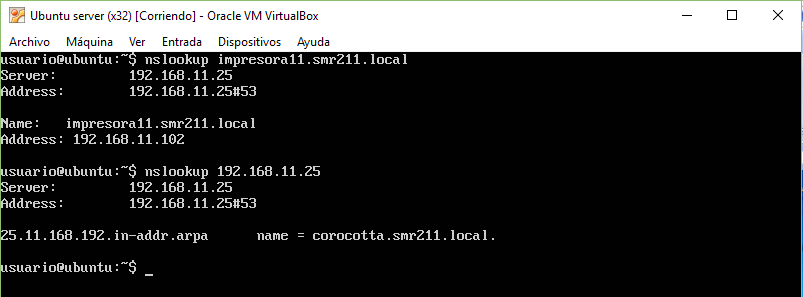 Ubuntu server (x32) [Corriendo] - Oracle VM VirtualBox
Archivo Máquina Ver Entrada Dispositivos Ayuda
usuario@ubuntu:~$ nslookup impresora11.smr211.local
Server: 192.168.11.25
Address: 192.168.11.25#53
Name: impresora11.smr211.local
Address: 192.168.11.102
usuario@ubuntu:~$ nslookup 192.168.11.25
Server: 192.168.11.25
Address: 192.168.11.25#53
25.11.168.192.in-addr.arpa name = corocotta.smr211.local.
usuario@ubuntu:~$ _